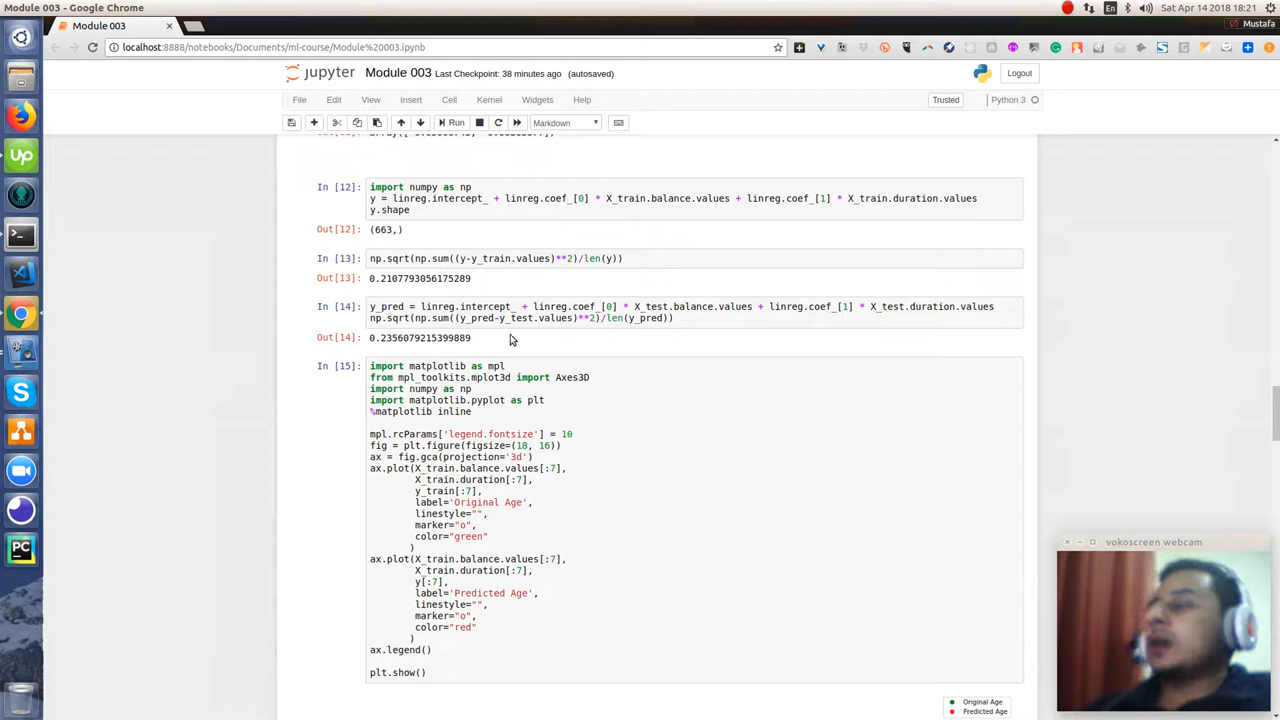 Module 003 - Google Chrome
En
Sat Apr 14 2018 18:21
Module 003
Mustafa
localhost:8888/notebooks/Documents/ml-course/Module%20003.ipynb
jupyter Module 003 Last Checkpoint: 38 minutes ago (autosaved)
Logout
File Edit View Insert Cell Kernel Widgets Help
Trusted
Python 3
Run
Markdown
In [12]:
import numpy as np
y = linreg.intercept_ + linreg.coef_[0] * X_train.balance.values + linreg.coef_[1] * X_train.duration.values
y.shape
Out[12]: (663,)
In [13]: np.sqrt(np.sum((y-y_train.values)**2)/len(y))
Out[13]: 0.2107793056175289
In [14]: y_pred = linreg.intercept_ + linreg.coef_[0] * X_test.balance.values + linreg.coef_[1] * X_test.duration.values
np.sqrt(np.sum((y_pred-y_test.values)**2)/len(y_pred))
Out[14]: 0.2356079215399889
In [15]: import matplotlib as mpl
from mpl_toolkits.mplot3d import Axes3D
import numpy as np
import matplotlib.pyplot as plt
%matplotlib inline
mpl.rcParams['legend.fontsize'] = 10
fig = plt.figure(figsize=(18, 16))
ax = fig.gca(projection='3d')
ax.plot(X_train.balance.values[:7],
X_train.duration[:7],
y_train[:7],
label='Original Age',
linestyle="",
marker="o",
color="green"
)
ax.plot(X_train.balance.values[:7],
X_train.duration[:7],
y[:7],
label='Predicted Age',
linestyle="",
marker="o",
color="red"
)
ax.legend()
plt.show()
Original Age
Predicted Age
vokoscreen webcam
Up
PC